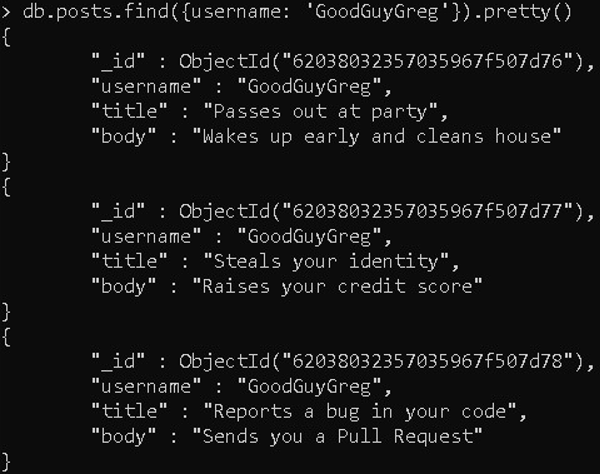 > db.posts.find({username: 'GoodGuyGreg'}).pretty()
{
        "_id" : ObjectId("62038032357035967f507d76"),
        "username" : "GoodGuyGreg",
        "title" : "Passes out at party",
        "body" : "Wakes up early and cleans house"
}
{
        "_id" : ObjectId("62038032357035967f507d77"),
        "username" : "GoodGuyGreg",
        "title" : "Steals your identity",
        "body" : "Raises your credit score"
}
{
        "_id" : ObjectId("62038032357035967f507d78"),
        "username" : "GoodGuyGreg",
        "title" : "Reports a bug in your code",
        "body" : "Sends you a Pull Request"
}